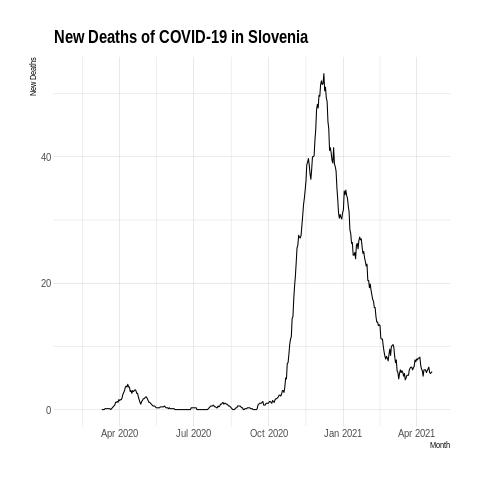 New Deaths of COVID-19 in Slovenia
New Deaths
40
20
0
Apr 2020 Jul 2020 Oct 2020 Jan 2021 Apr 2021
Month